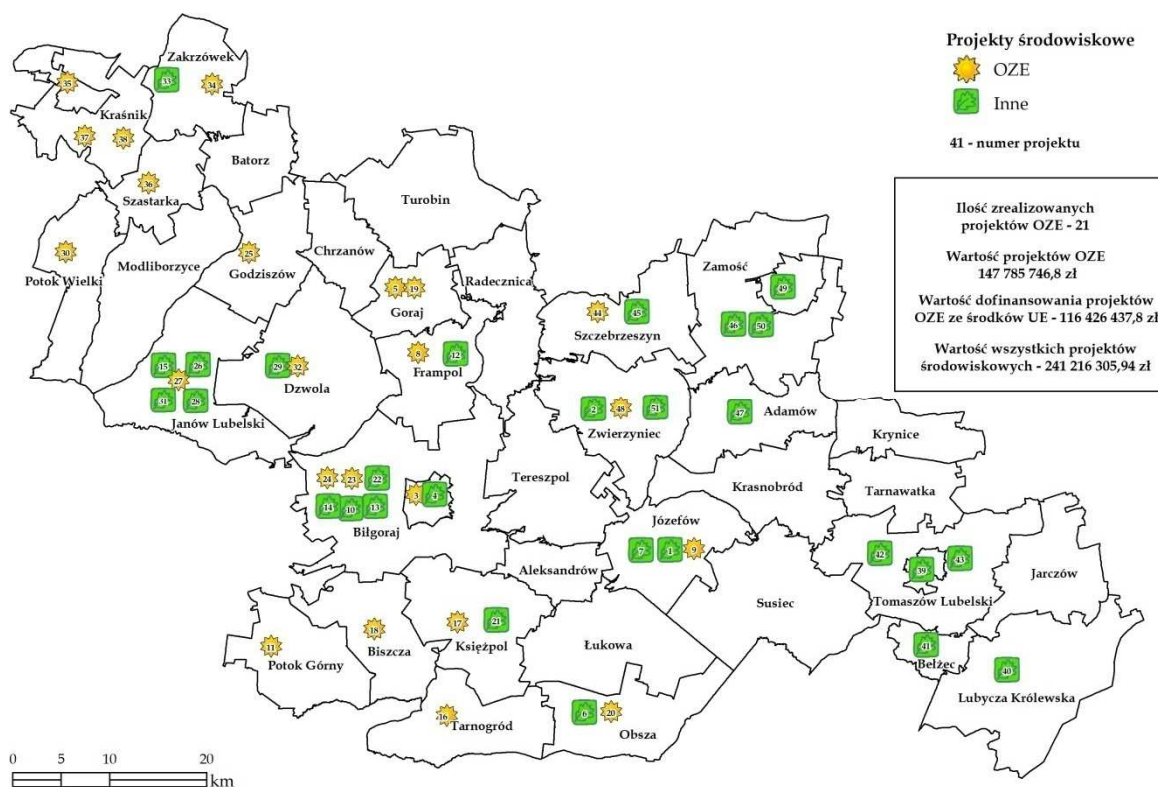 Projekty środowiskowe
OZE
Inne
41 - numer projektu
Ilość zrealizowanych
projektów OZE - 21
Wartość projektów OZE
147 785 746,8 zł
Wartość dofinansowania projektów
OZE ze środków UE - 116 426 437,8 zł
Wartość wszystkich projektów
środowiskowych - 241 216 305,94 zł
Zakrzówek
33
34
35
Kraśnik
37
38
Batorz
36
Szastarka
Turobin
30
Potok Wielki
Modliborzyce
25
Godziszów
Chrzanów
Radecznica
5
19
Goraj
Zamość
49
46
50
44
45
Szczebrzeszyn
15
26
27
31
28
Janów Lubelski
29
32
Dzwola
8
12
Frampol
2
48
51
Zwierzyniec
47
Adamów
Krynice
24
23
22
14
10
13
Biłgoraj
3
4
Tereszpol
Krasnobród
Tarnawatka
Józefów
7
1
9
Aleksandrów
42
39
43
Tomaszów Lubelski
Jarczów
Susiec
11
Potok Górny
18
Biszcza
17
21
Księżpol
Łukowa
41
Bełżec
40
Lubycza Królewska
16
Tarnogród
6
20
Obsza
0 5 10 20
km